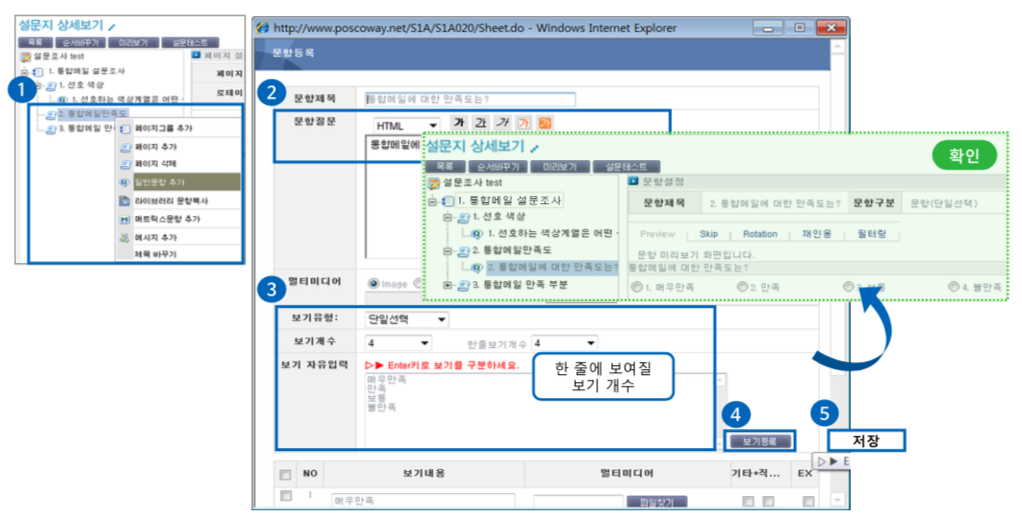 설문지 상세보기
목록 순서바꾸기 미리보기 설문테스트
설문조사 test
1. 통합메일 설문조사
1. 선호 색상
1. 선호하는 색상계열은 어떤
2. 통합메일만족도
3. 통합메일 만
페이지 설
페이지
로테이
1
페이지그룹 추가
페이지 추가
페이지 삭제
일반문항 추가
라이브러리 문항복사
매트릭스문항 추가
메시지 추가
제목 바꾸기
http://www.poscoway.net/S1A/S1A020/Sheet.do - Windows Internet Explorer
문항등록
2
문항제목 통합메일에 대한 만족도는?
문항질문 HTML 가 가 가 가 가
통합메일에
설문지 상세보기
확인
목록 순서바꾸기 미리보기 설문테스트
설문조사 test
1. 통합메일 설문조사
1. 선호 색상
1. 선호하는 색상계열은 어떤
2. 통합메일만족도
2. 통합메일에 대한 만족도는?
3. 통합메일 만족 부분
문항설정
문항제목 2. 통합메일에 대한 만족도는? 문항구분 문항(단일선택)
Preview Skip Rotation 재인용 필터링
문항 미리보기 화면입니다.
통합메일에 대한 만족도는?
1. 매우만족 2. 만족 3. 보통 4. 불만족
3
멀티미디어 Image
보기유형: 단일선택
보기개수 4 한줄보기개수 4
보기 자유입력 ▷▶ Enter키로 보기를 구분하세요.
매우만족
만족
보통
불만족
한 줄에 보여질
보기 개수
4
보기등록
5
저장
▷▶ E
NO 보기내용 멀티미디어 기타+직... EX
1 매우만족 파일찾기